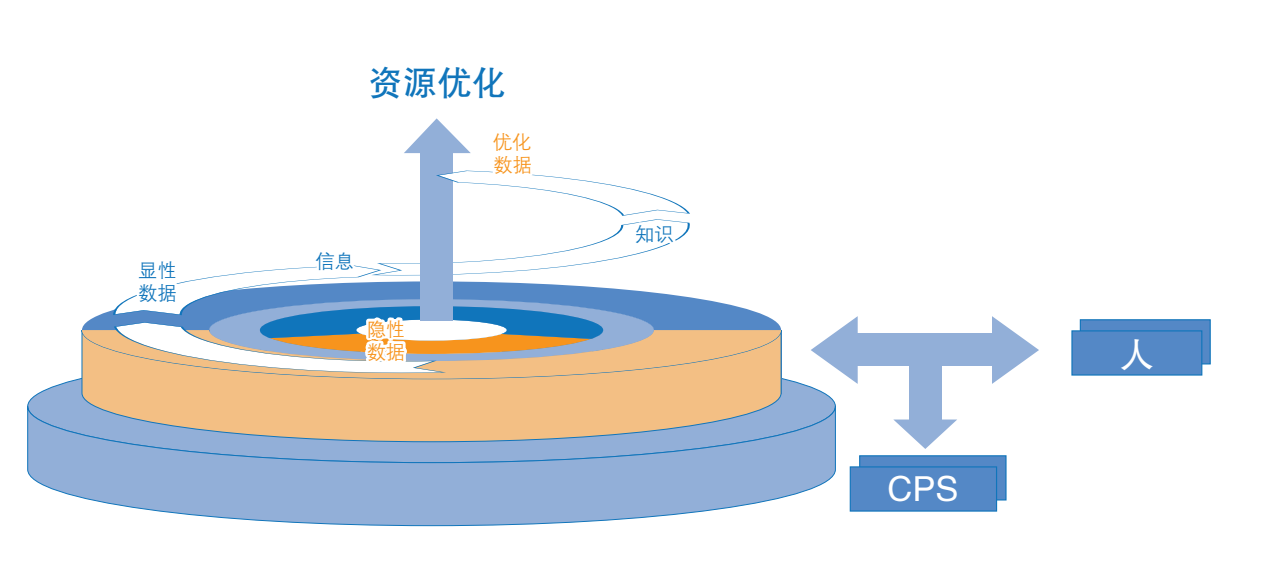 资源优化
优化
数据
知识
信息
显性
数据
隐性
数据
人
CPS